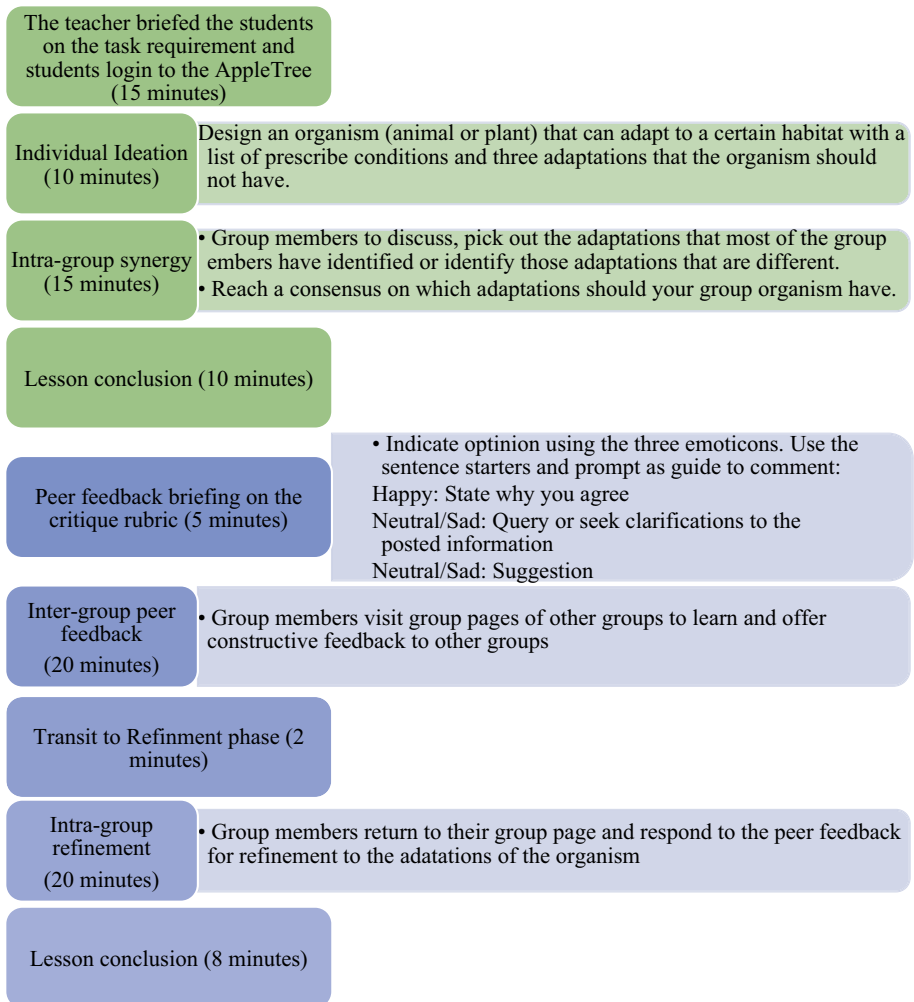 The teacher briefed the students
on the task requirement and
students login to the AppleTree
(15 minutes)
Individual Ideation
(10 minutes)
Design an organism (animal or plant) that can adapt to a certain habitat with a
list of prescribe conditions and three adaptations that the organism should
not have.
Intra-group synergy
(15 minutes)
• Group members to discuss, pick out the adaptations that most of the group
embers have identified or identify those adaptations that are different.
• Reach a consensus on which adaptations should your group organism have.
Lesson conclusion (10 minutes)
Peer feedback briefing on the
critique rubric (5 minutes)
• Indicate optinion using the three emoticons. Use the
sentence starters and prompt as guide to comment:
Happy: State why you agree
Neutral/Sad: Query or seek clarifications to the
posted information
Neutral/Sad: Suggestion
Inter-group peer
feedback
(20 minutes)
• Group members visit group pages of other groups to learn and offer
constructive feedback to other groups
Transit to Refinment phase (2
minutes)
Intra-group
refinement
(20 minutes)
• Group members return to their group page and respond to the peer feedback
for refinement to the adatations of the organism
Lesson conclusion (8 minutes)